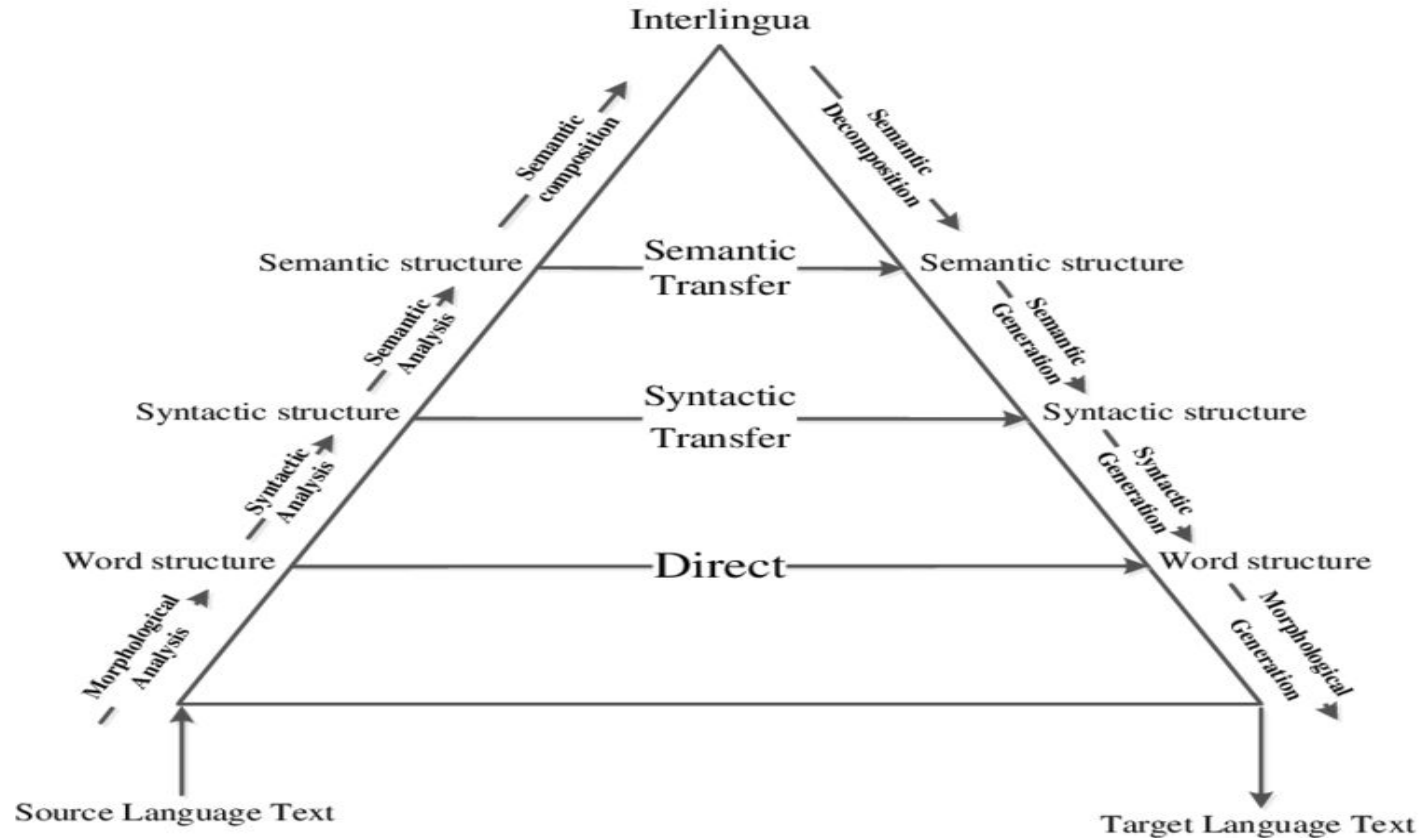 Interlingua
Semantic
composition
Semantic
Decomposition
Semantic structure
Semantic
Transfer
Semantic structure
Semantic
Analysis
Semantic
Generation
Syntactic structure
Syntactic
Transfer
Syntactic structure
Syntactic
Analysis
Syntactic
Generation
Word structure
Direct
Word structure
Morphological
Analysis
Morphological
Generation
Source Language Text
Target Language Text